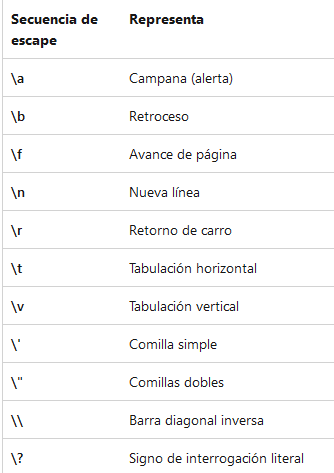 Secuencia de escape Representa
\a Campana (alerta)
\b Retroceso
\f Avance de página
\n Nueva línea
\r Retorno de carro
\t Tabulación horizontal
\v Tabulación vertical
\' Comilla simple
\" Comillas dobles
\\ Barra diagonal inversa
\? Signo de interrogación literal